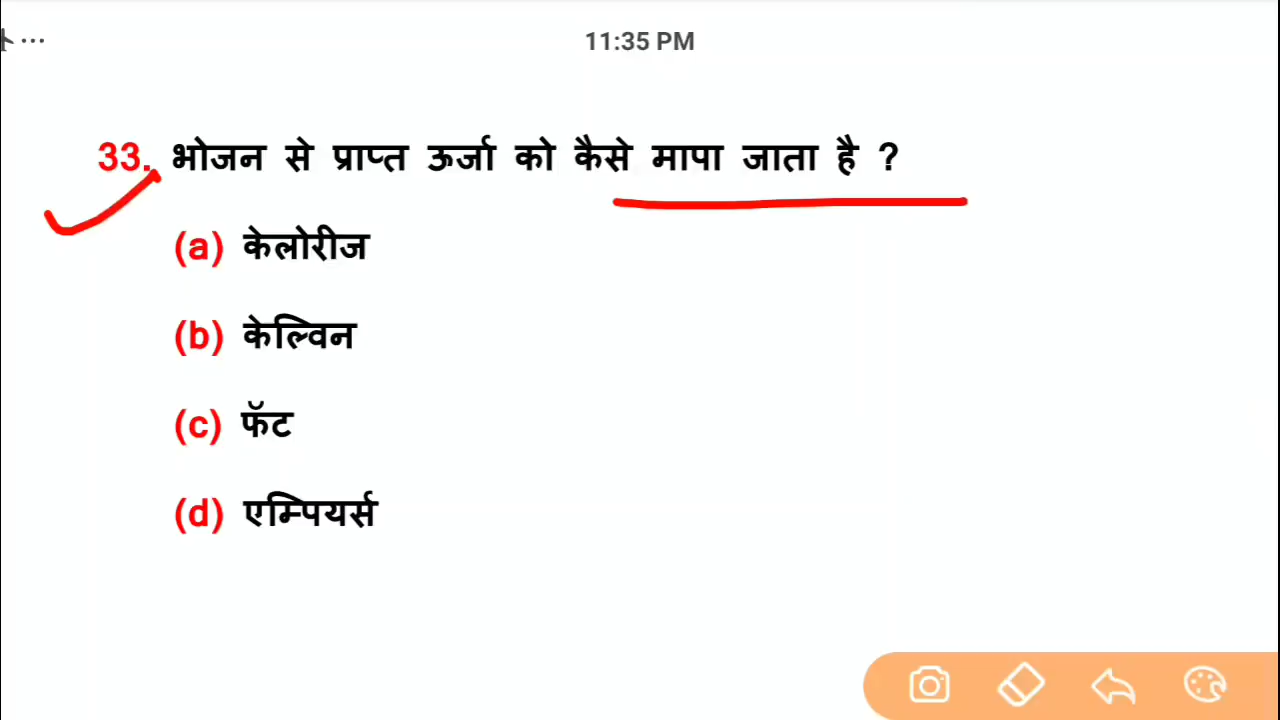 11:35 PM
33. भोजन से प्राप्त ऊर्जा को कैसे मापा जाता है ?
(a) केलोरीज
(b) केल्विन
(c) फॅट
(d) एम्पियर्स